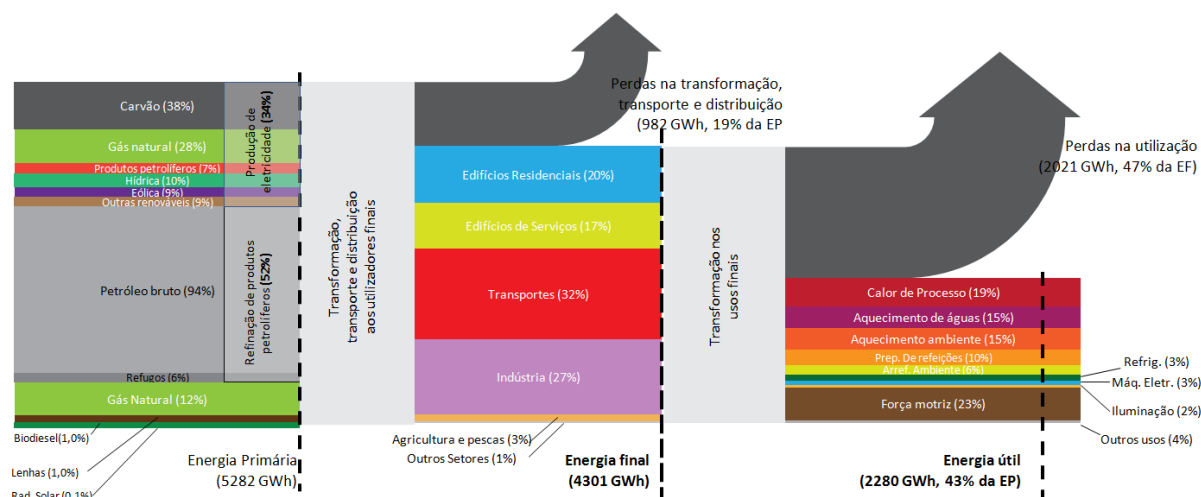 Carvão (38%)
Gás natural (28%)
Produtos petrolíferos (7%)
Hídrica (10%)
Eólica (9%)
Outras renováveis (9%)
Produção de
eletricidade (34%)
Petróleo bruto (94%)
Refugos (6%)
Refinação de produtos
petrolíferos (52%)
Gás Natural (12%)
Biodiesel(1,0%)
Lenhas (1,0%)
Rad. Solar (0,1%)
Energia Primária
(5282 GWh)
Transformação,
transporte e distribuição
aos utilizadores finais
Perdas na transformação,
transporte e distribuição
(982 GWh, 19% da EP
Edifícios Residenciais (20%)
Edifícios de Serviços (17%)
Transportes (32%)
Indústria (27%)
Agricultura e pescas (3%)
Outros Setores (1%)
Energia final
(4301 GWh)
Transformação nos
usos finais
Perdas na utilização
(2021 GWh, 47% da EF)
Calor de Processo (19%)
Aquecimento de águas (15%)
Aquecimento ambiente (15%)
Prep. De refeições (10%)
Arref. Ambiente (6%)
Refrig. (3%)
Máq. Eletr. (3%)
Iluminação (2%)
Força motriz (23%)
Outros usos (4%)
Energia útil
(2280 GWh, 43% da EP)